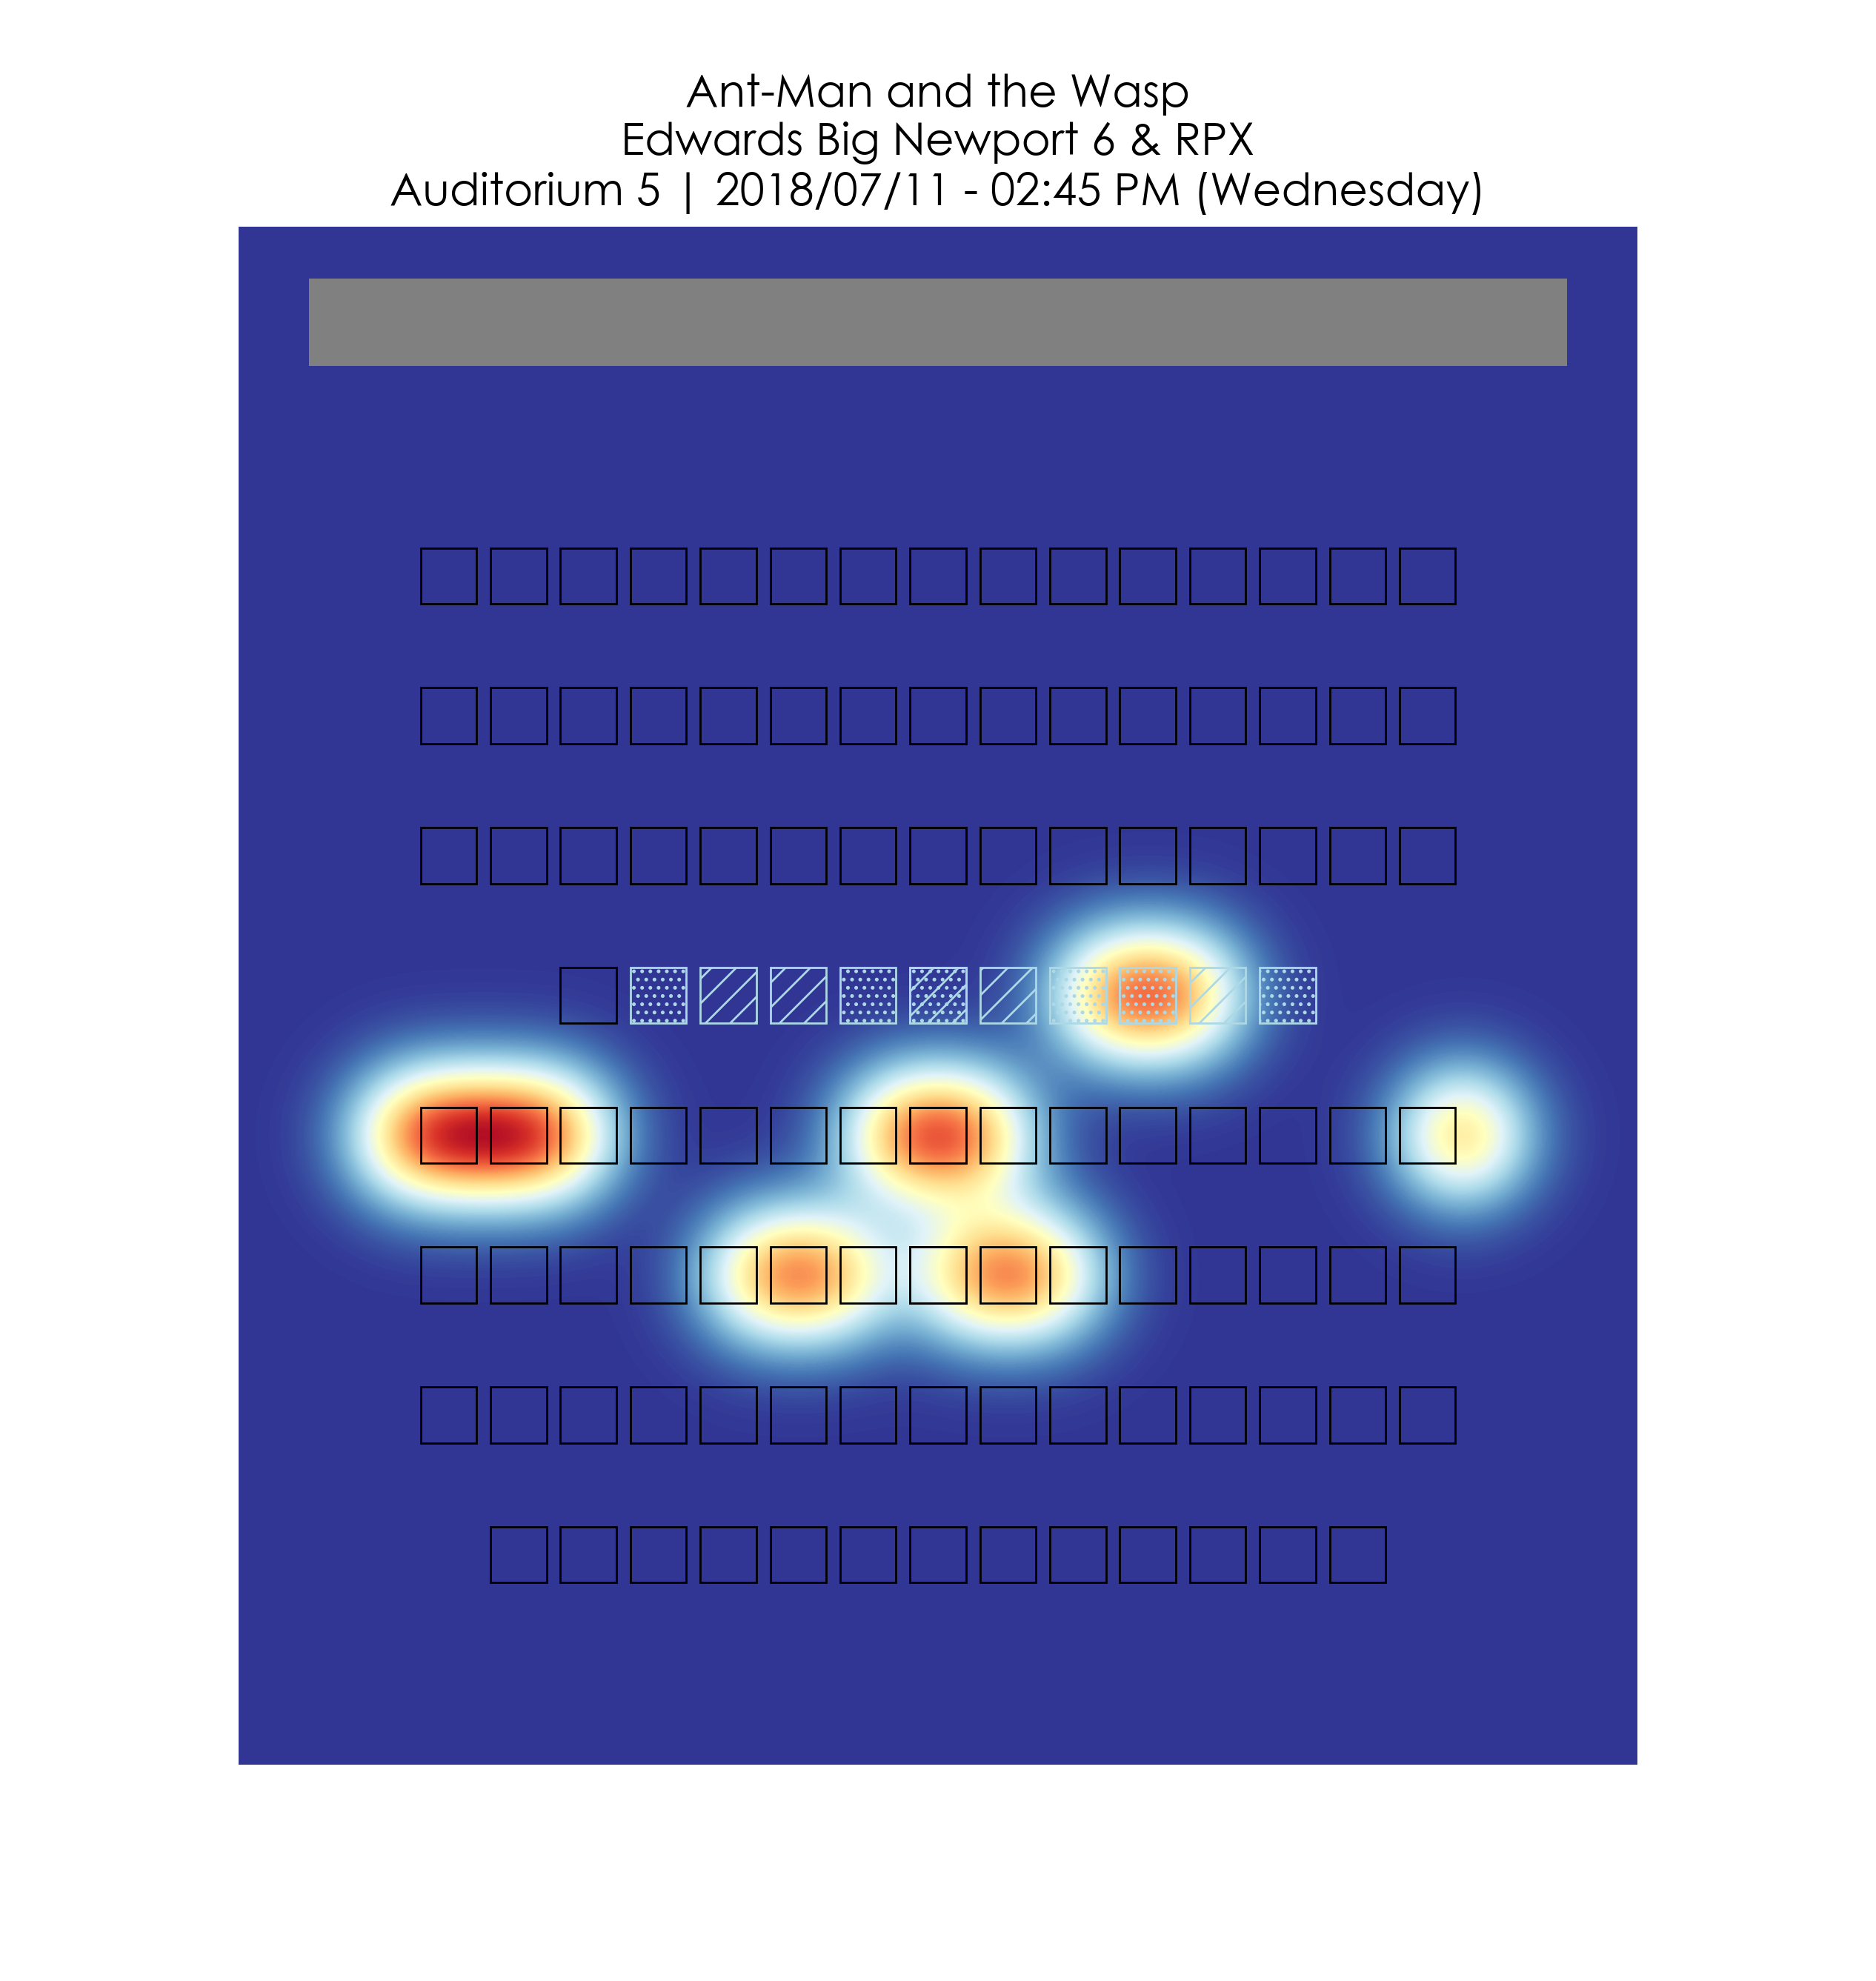 Ant-Man and the Wasp
Edwards Big Newport 6 & RPX
Auditorium 5 | 2018/07/11 - 02:45 PM (Wednesday)